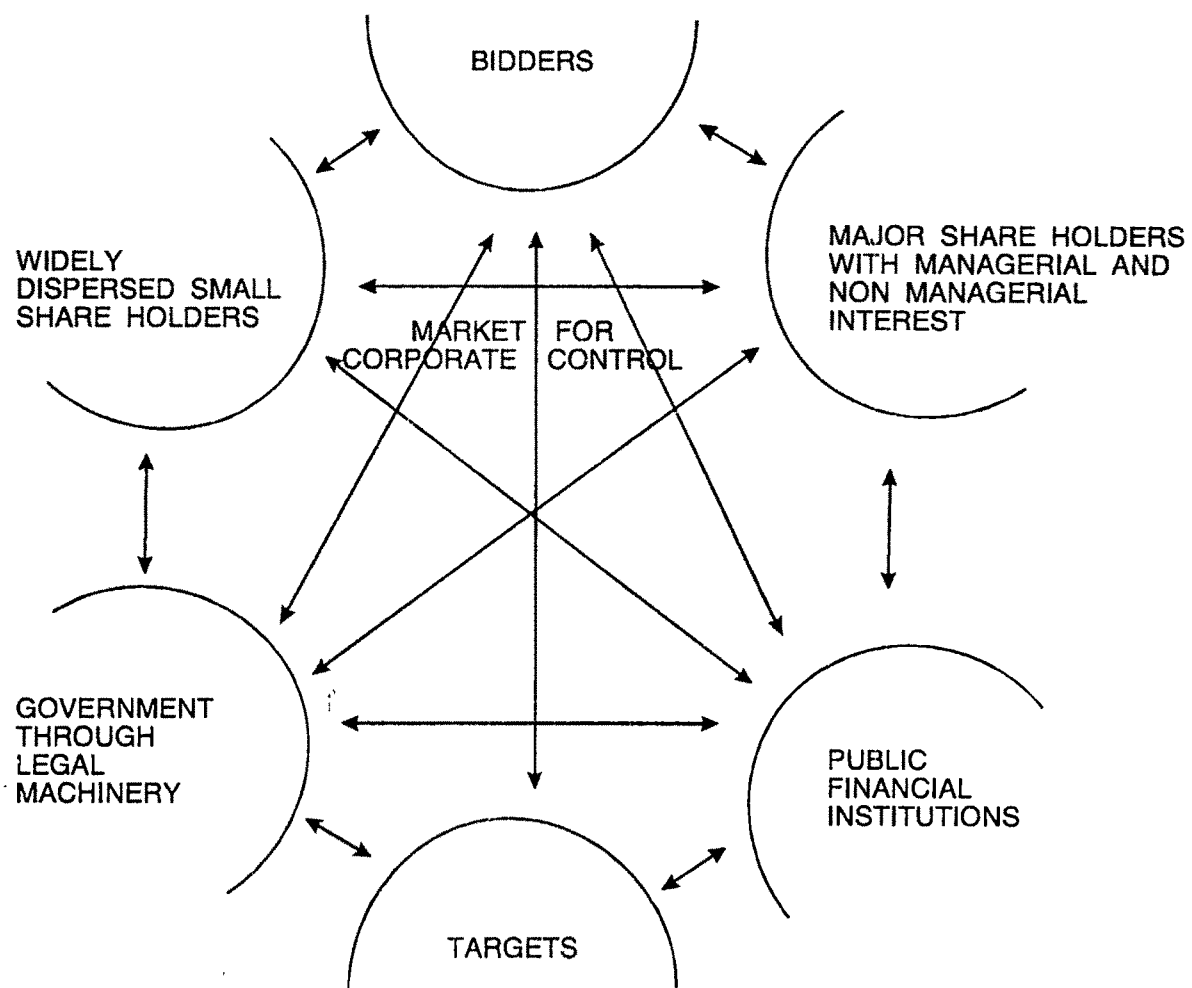 BIDDERS
WIDELY
DISPERSED SMALL
SHARE HOLDERS
MAJOR SHARE HOLDERS
WITH MANAGERIAL AND
NON MANAGERIAL
INTEREST
MARKET FOR
CORPORATE CONTROL
GOVERNMENT
THROUGH
LEGAL
MACHINERY
PUBLIC
FINANCIAL
INSTITUTIONS
TARGETS